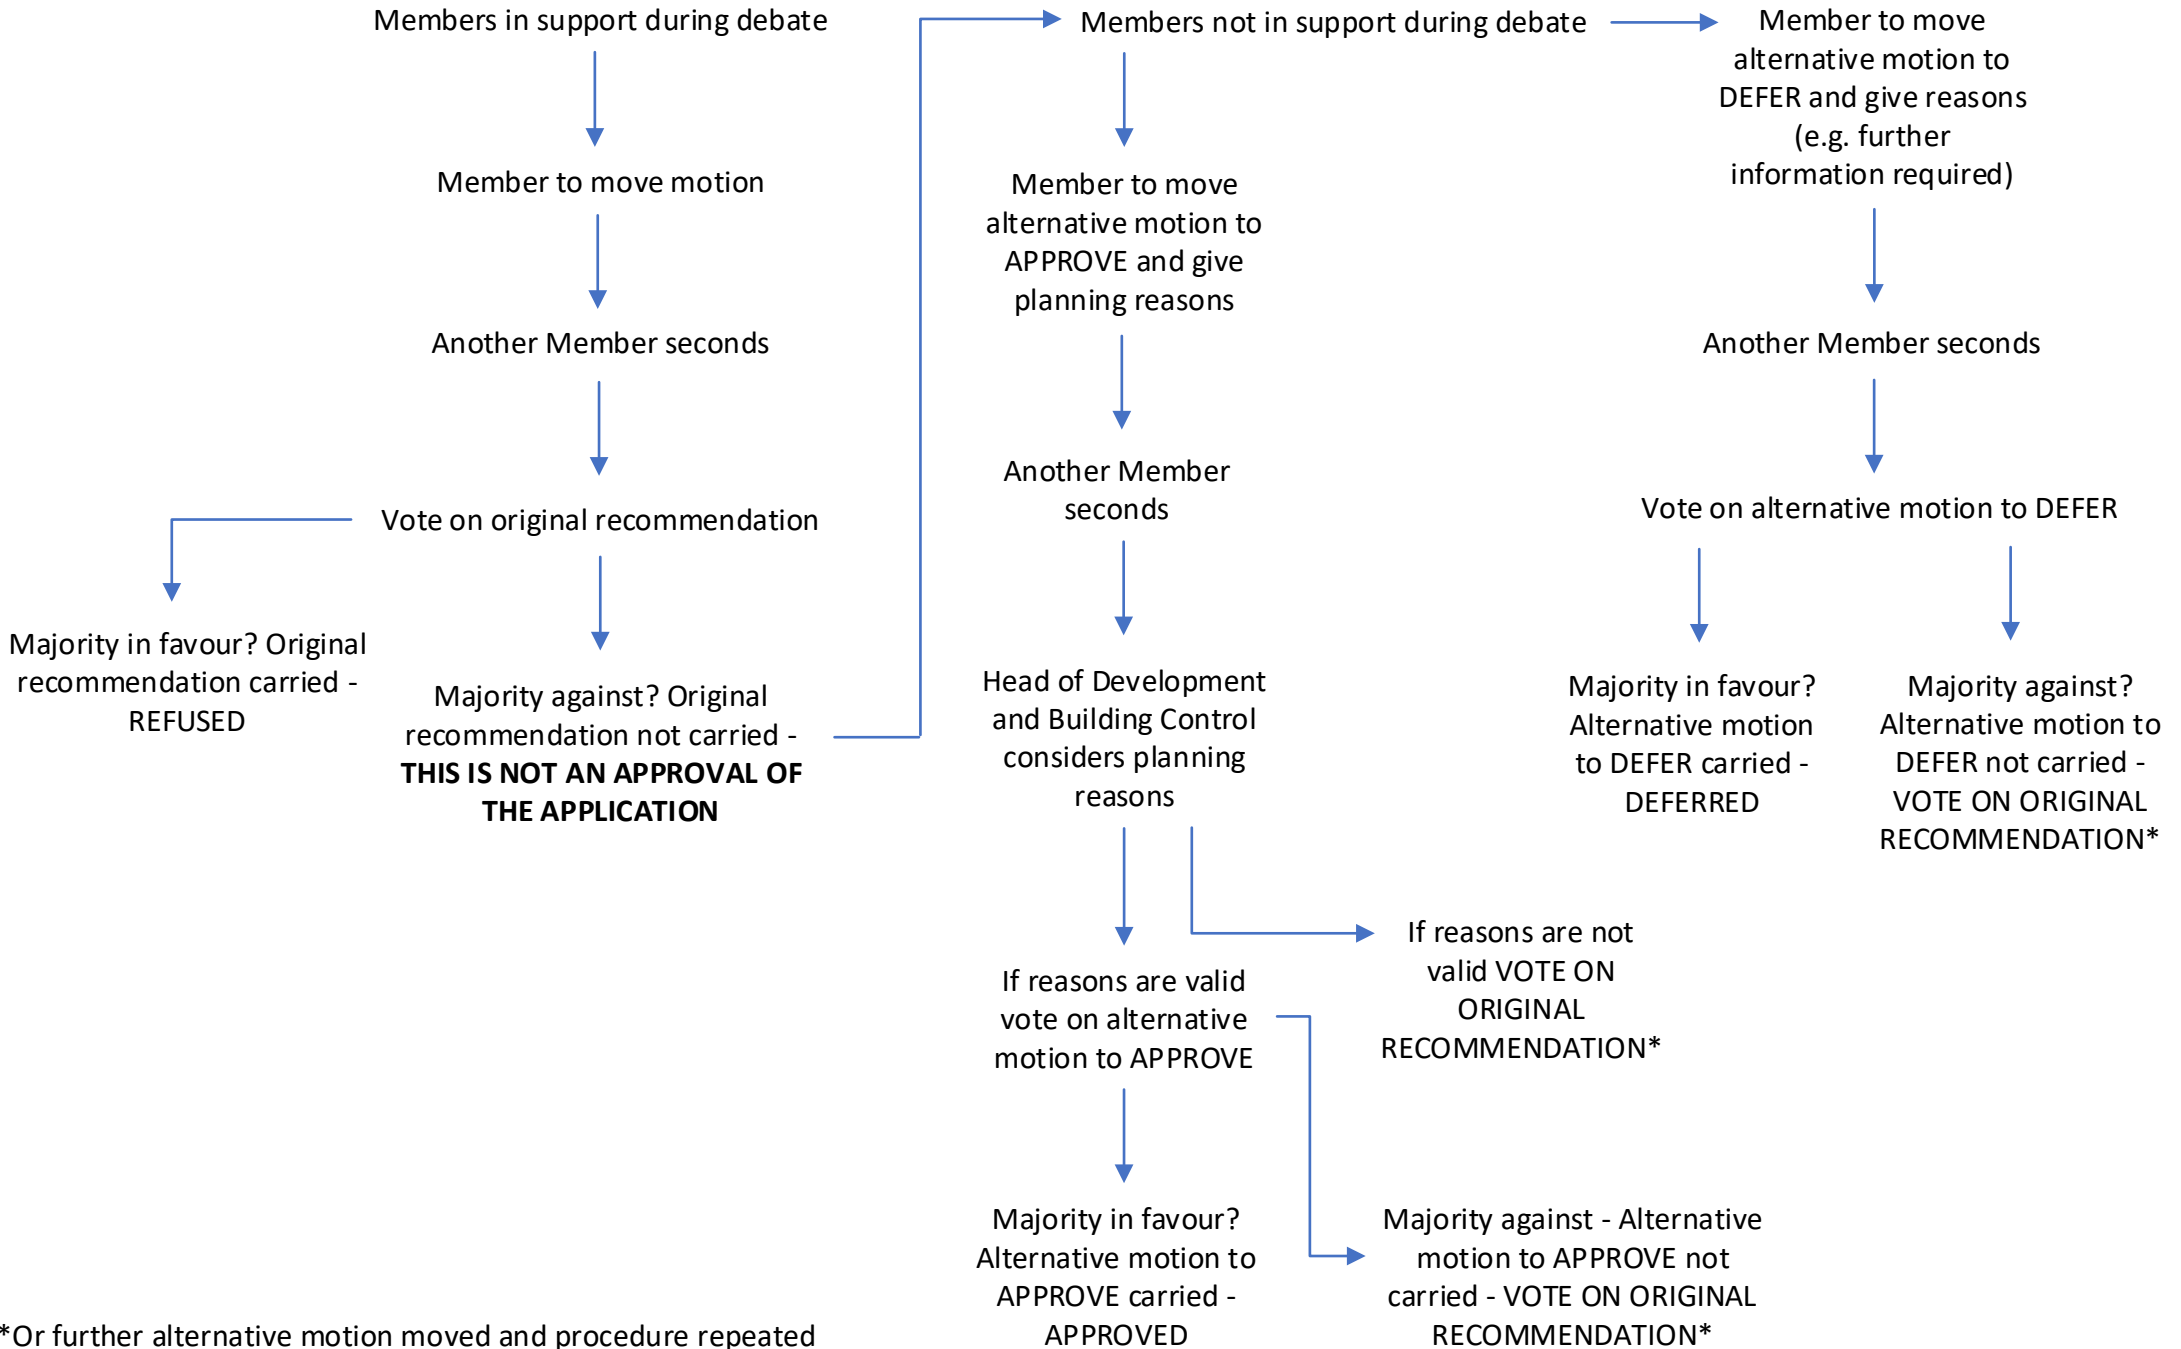 Members in support during debate
Member to move motion
Another Member seconds
Vote on original recommendation
Majority in favour? Original
recommendation carried -
REFUSED
Majority against? Original
recommendation not carried -
THIS IS NOT AN APPROVAL OF
THE APPLICATION
Members not in support during debate
Member to move
alternative motion to
APPROVE and give
planning reasons
Another Member
seconds
Head of Development
and Building Control
considers planning
reasons
If reasons are valid
vote on alternative
motion to APPROVE
If reasons are not
valid VOTE ON
ORIGINAL
RECOMMENDATION*
Majority in favour?
Alternative motion to
APPROVE carried -
APPROVED
Majority against - Alternative
motion to APPROVE not
carried - VOTE ON ORIGINAL
RECOMMENDATION*
Member to move
alternative motion to
DEFER and give reasons
(e.g. further
information required)
Another Member seconds
Vote on alternative motion to DEFER
Majority in favour?
Alternative motion
to DEFER carried -
DEFERRED
Majority against?
Alternative motion to
DEFER not carried -
VOTE ON ORIGINAL
RECOMMENDATION*
*Or further alternative motion moved and procedure repeated